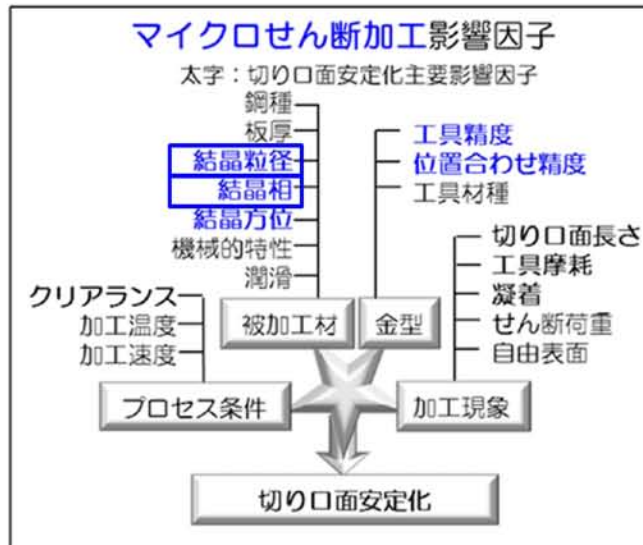 マイクロせん断加工影響因子
太字：切り口面安定化主要影響因子
鋼種
板厚
結晶粒径
結晶相
結晶方位
機械的特性
潤滑
被加工材
工具精度
位置合わせ精度
工具材種
金型
クリアランス
加工温度
加工速度
プロセス条件
切り口面長さ
工具摩耗
凝着
せん断荷重
自由表面
加工現象
切り口面安定化